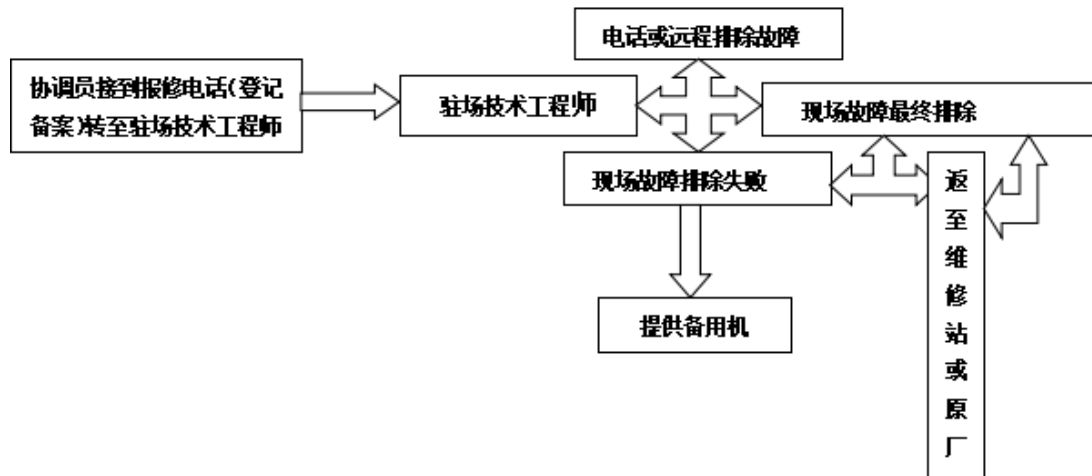 电话或远程排除故障
协调员接到报修电话(登记
备案)转至驻场技术工程师
驻场技术工程师
现场故障最终排除
现场故障排除失败
返至维修站或原厂
提供备用机